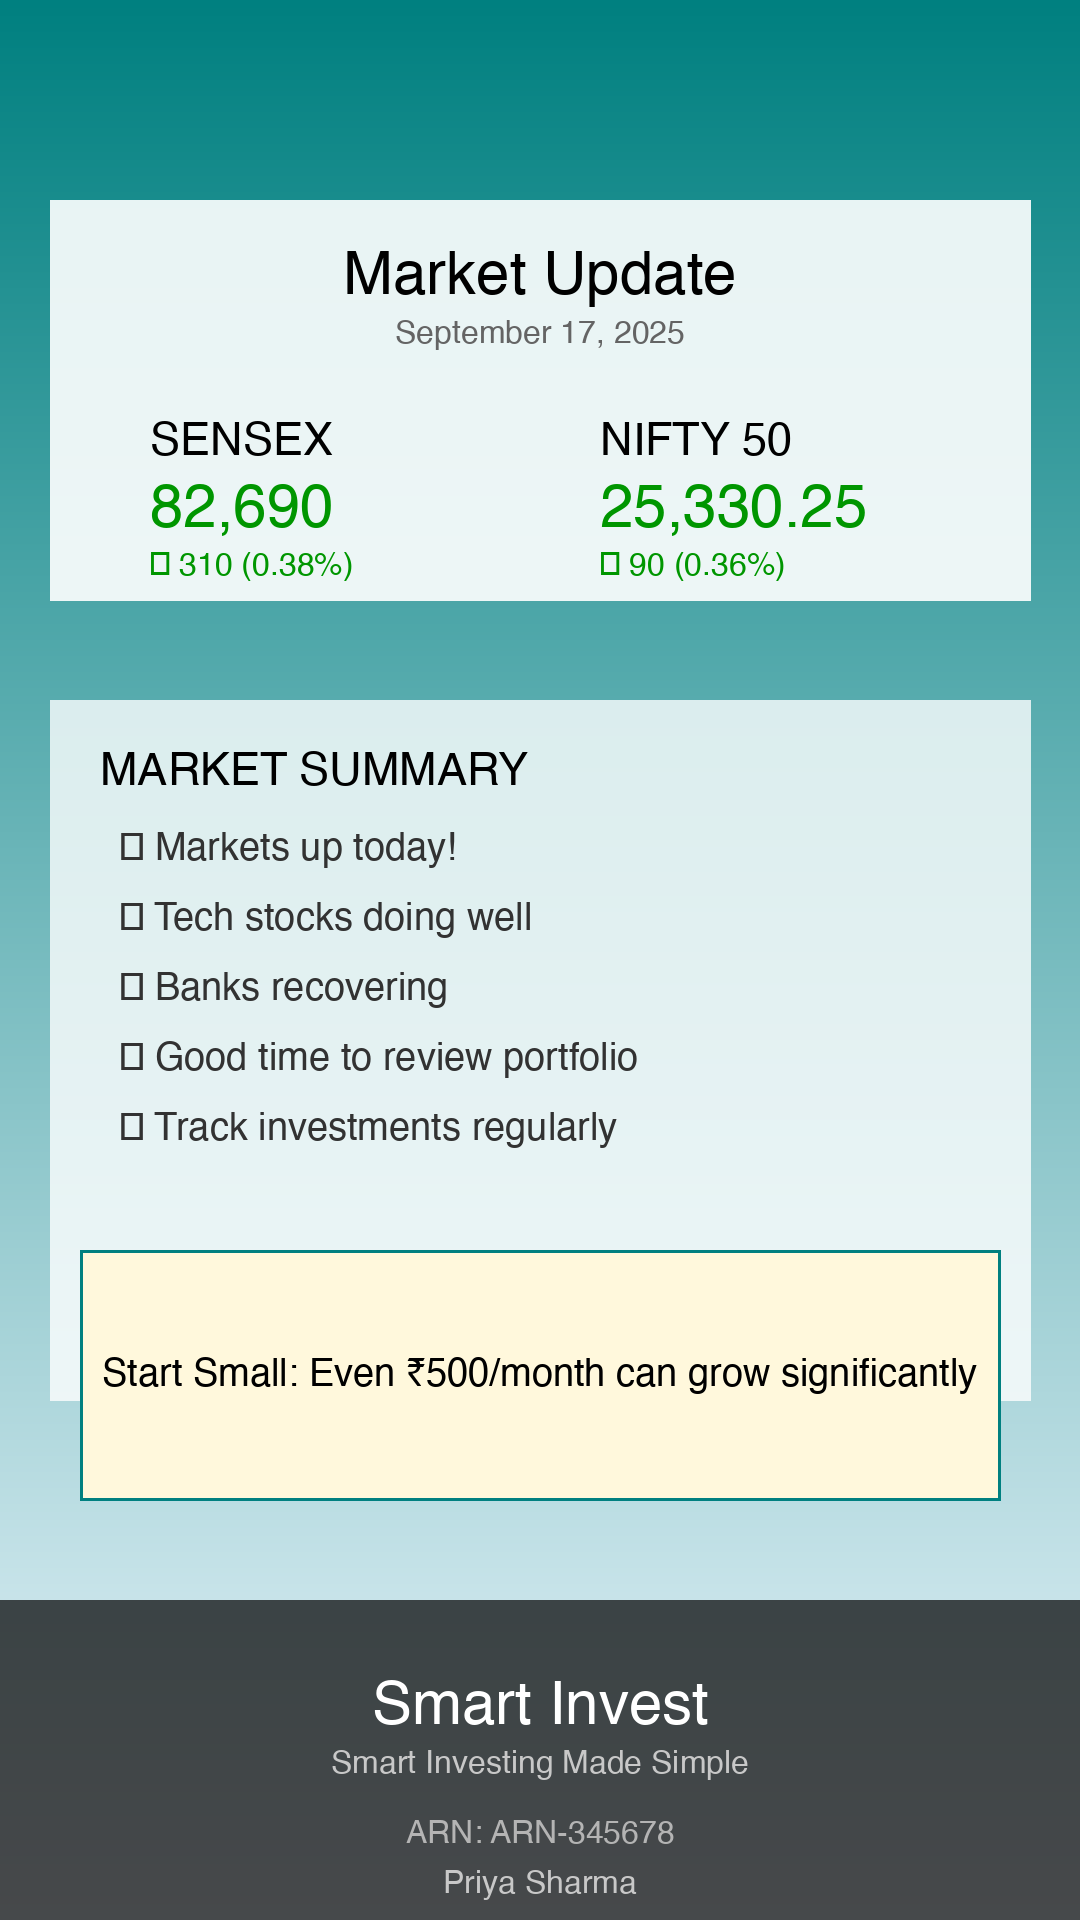 Market Update
September 17, 2025
SENSEX
NIFTY 50
82,690
25,330.25
▯ 310 (0.38%)
▯ 90 (0.36%)
MARKET SUMMARY
▯ Markets up today!
▯ Tech stocks doing well
▯ Banks recovering
▯ Good time to review portfolio
▯ Track investments regularly
Start Small: Even ₹500/month can grow significantly
Smart Invest
Smart Investing Made Simple
ARN: ARN-345678
Priya Sharma